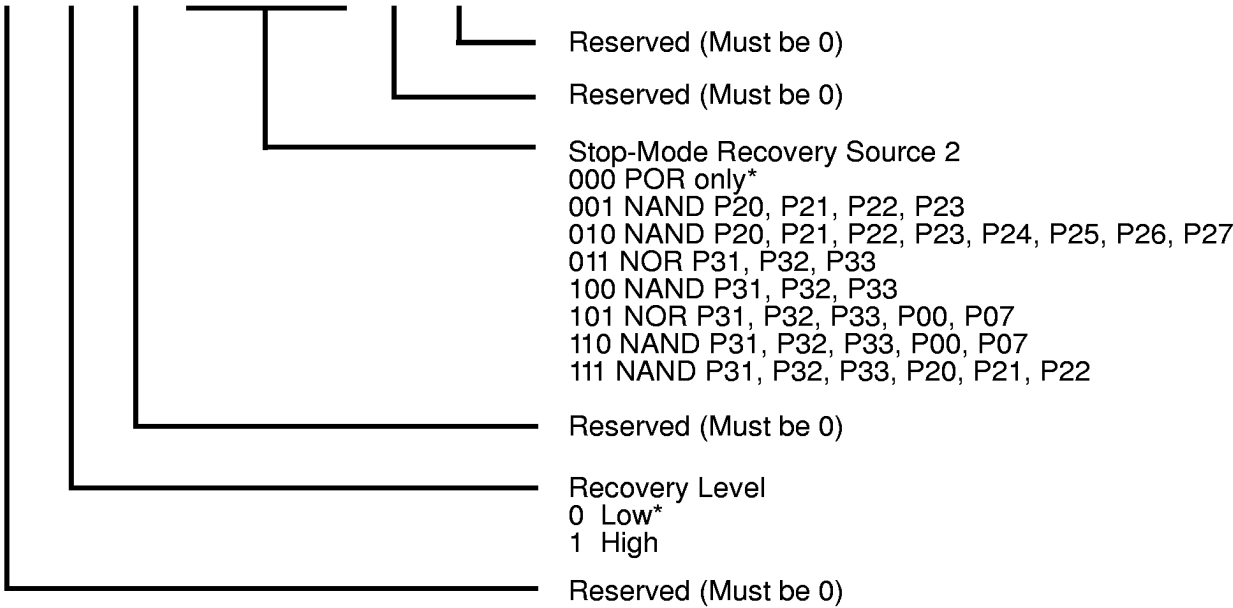 Reserved (Must be 0)
Reserved (Must be 0)
Stop-Mode Recovery Source 2
000 POR only*
001 NAND P20, P21, P22, P23
010 NAND P20, P21, P22, P23, P24, P25, P26, P27
011 NOR P31, P32, P33
100 NAND P31, P32, P33
101 NOR P31, P32, P33, P00, P07
110 NAND P31, P32, P33, P00, P07
111 NAND P31, P32, P33, P20, P21, P22
Reserved (Must be 0)
Recovery Level
0 Low*
1 High
Reserved (Must be 0)